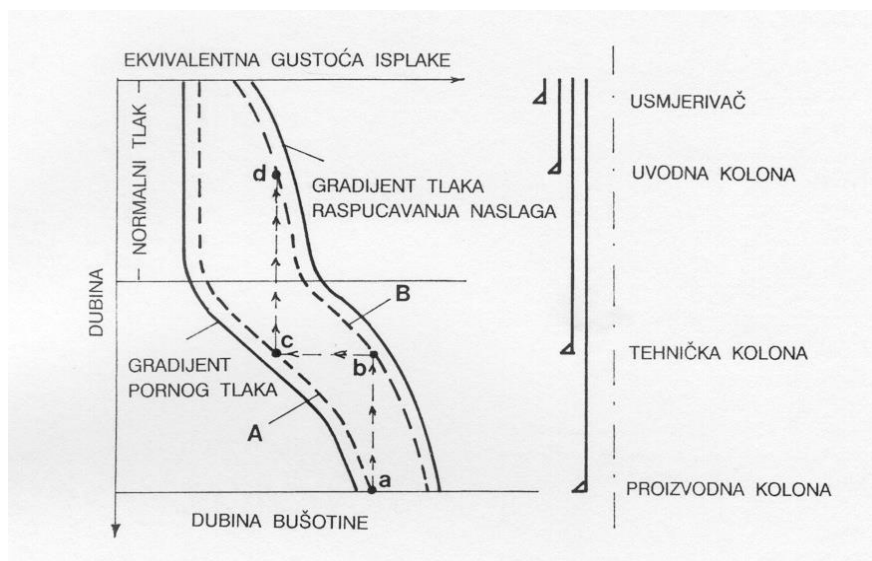 EKVIVALENTNA GUSTOĆA ISPLAKE
DUBINA
NORMALNI TLAK
d
GRADIJENT TLAKA
RASPUCAVANJA NASLAGA
B
c
b
GRADIJENT
PORNOG TLAKA
A
a
DUBINA BUŠOTINE
USMJERIVAČ
UVODNA KOLONA
TEHNIČKA KOLONA
PROIZVODNA KOLONA